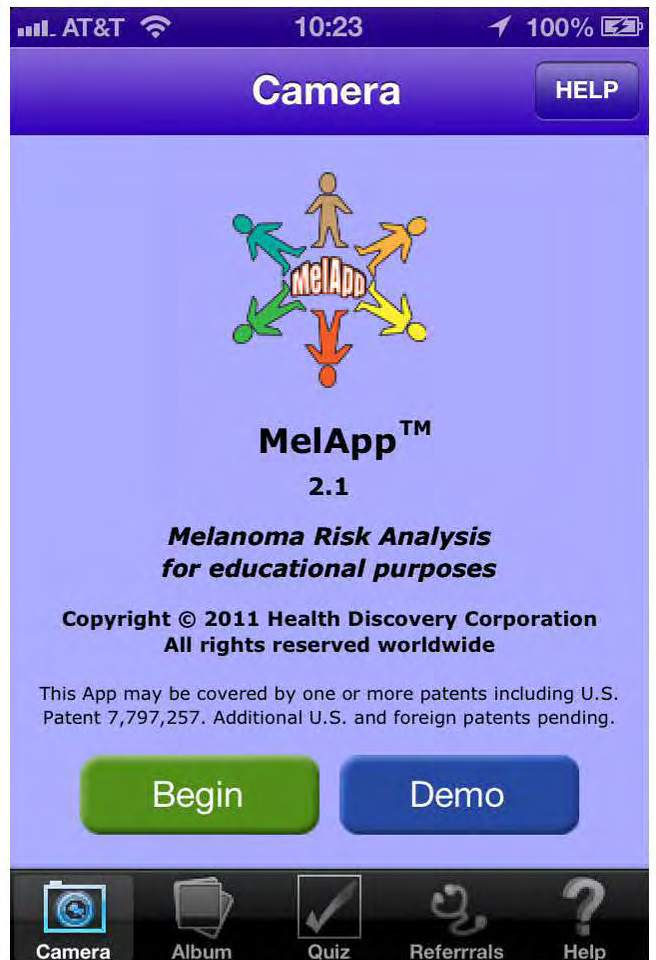 AT&T 10:23 100%
Camera HELP
MelApp
MelApp™
2.1
Melanoma Risk Analysis
for educational purposes
Copyright © 2011 Health Discovery Corporation
All rights reserved worldwide
This App may be covered by one or more patents including U.S.
Patent 7,797,257. Additional U.S. and foreign patents pending.
Begin Demo
Camera Album Quiz Referrrals Help